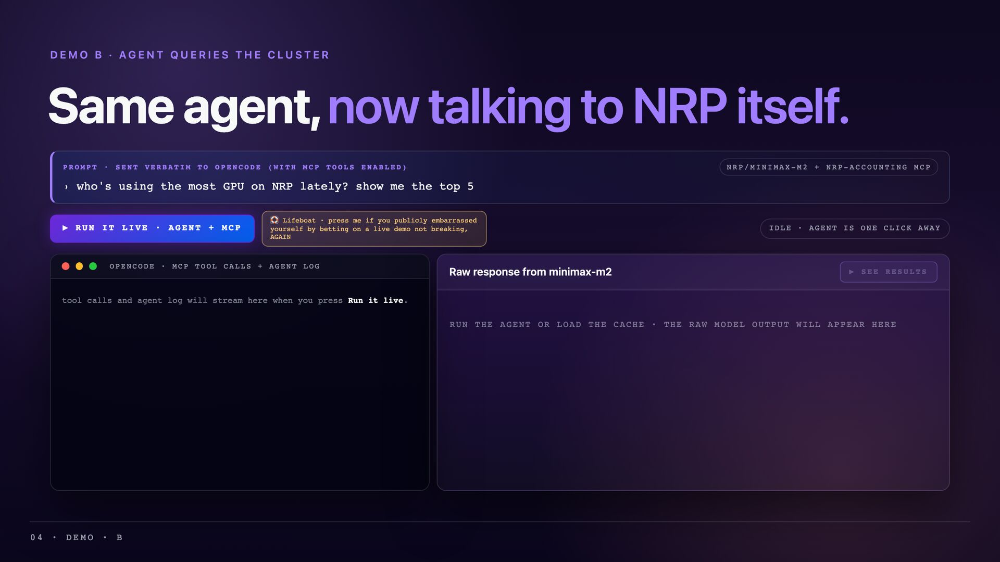 DEMO B · AGENT QUERIES THE CLUSTER
Same agent, now talking to NRP itself.
PROMPT · SENT VERBATIM TO OPENCODE (WITH MCP TOOLS ENABLED)
NRP/MINIMAX-M2 + NRP-ACCOUNTING MCP
› who's using the most GPU on NRP lately? show me the top 5
▶ RUN IT LIVE · AGENT + MCP
🛟 Lifeboat · press me if you publicly embarrassed
yourself by betting on a live demo not breaking,
AGAIN
IDLE · AGENT IS ONE CLICK AWAY
OPENCODE · MCP TOOL CALLS + AGENT LOG
tool calls and agent log will stream here when you press Run it live.
Raw response from minimax-m2
▶ SEE RESULTS
RUN THE AGENT OR LOAD THE CACHE · THE RAW MODEL OUTPUT WILL APPEAR HERE
04 · DEMO · B